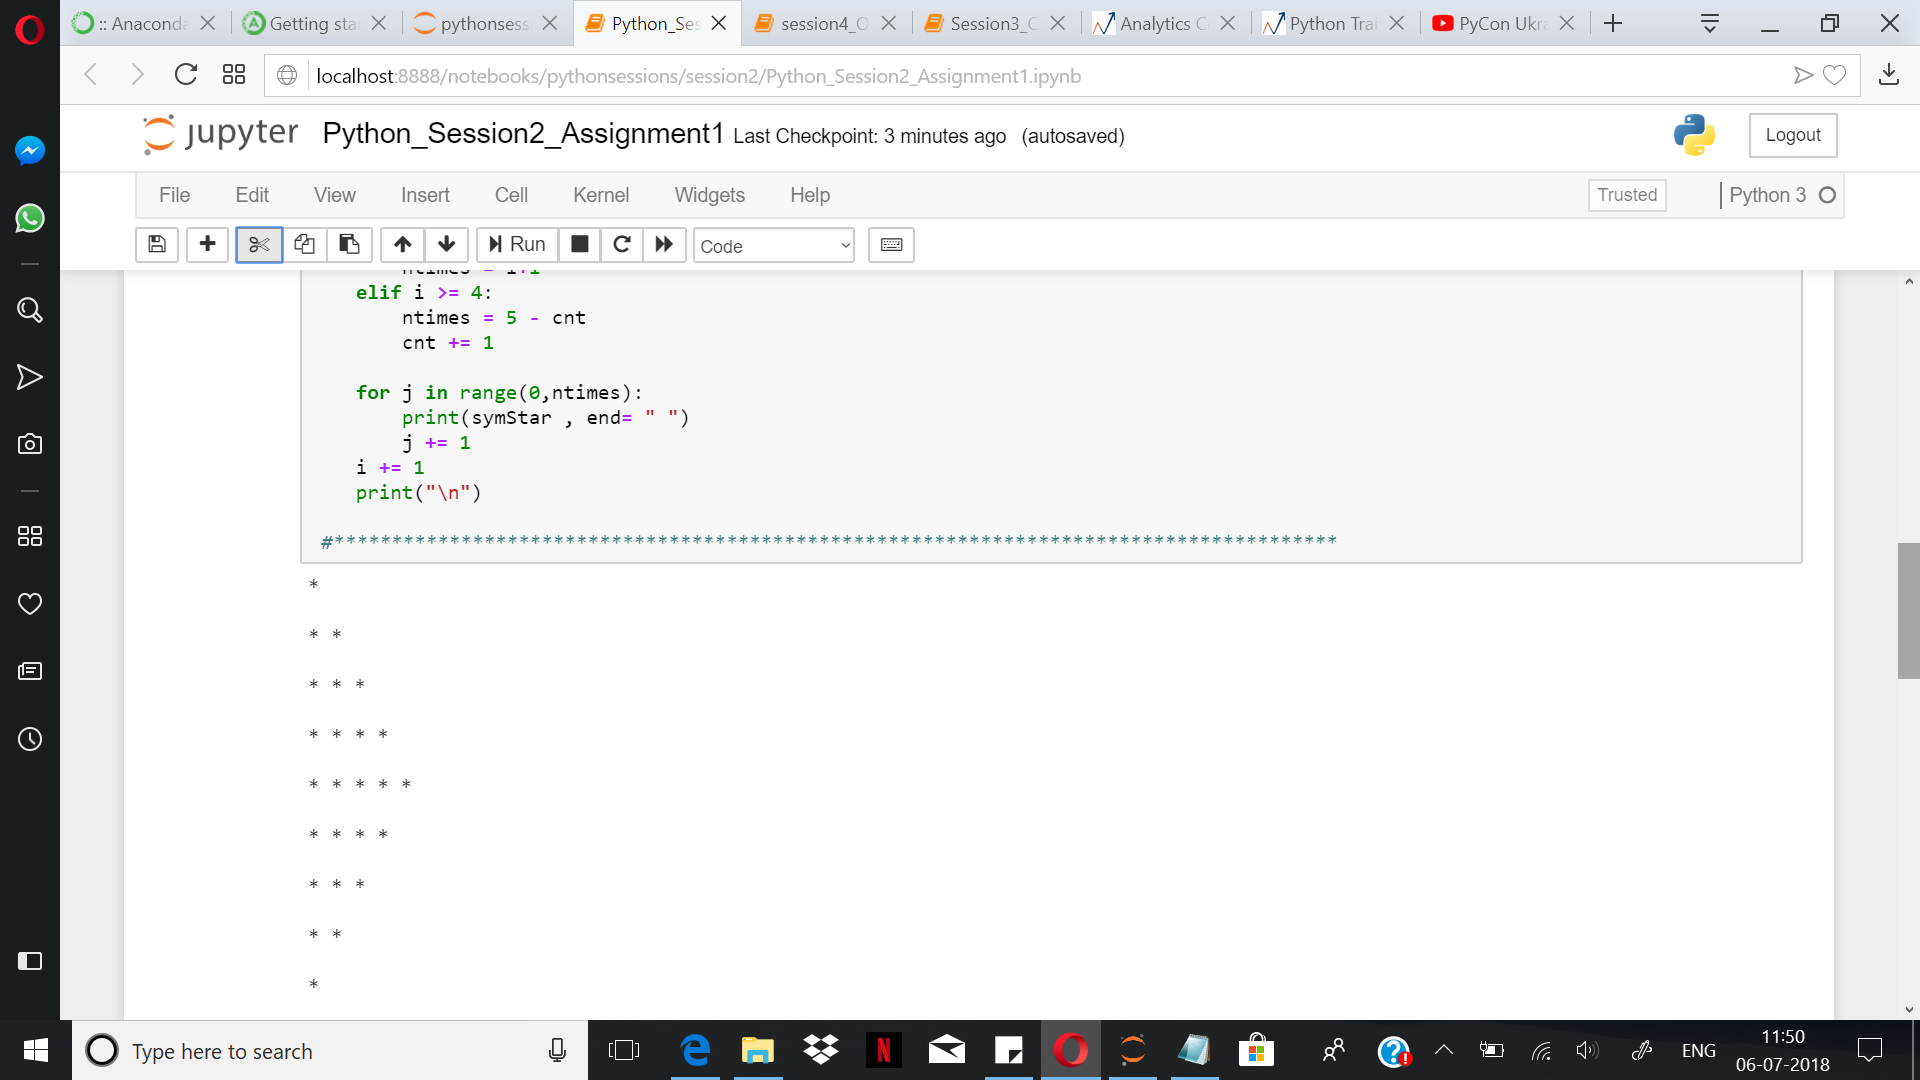 :: Anaconda
Getting sta
pythonsess
Python_Ses
session4_O
Session3_C
Analytics C
Python Trai
PyCon Ukra
localhost:8888/notebooks/pythonsessions/session2/Python_Session2_Assignment1.ipynb
jupyter Python_Session2_Assignment1 Last Checkpoint: 3 minutes ago (autosaved)
Logout
File Edit View Insert Cell Kernel Widgets Help
Trusted
Python 3
Run
Code
elif i >= 4:
ntimes = 5 - cnt
cnt += 1
for j in range(0,ntimes):
print(symStar , end= " ")
j += 1
i += 1
print("\n")
#***************************************************************************************
*
* *
* * *
* * * *
* * * * *
* * * *
* * *
* *
*
Type here to search
N
ENG
11:50
06-07-2018